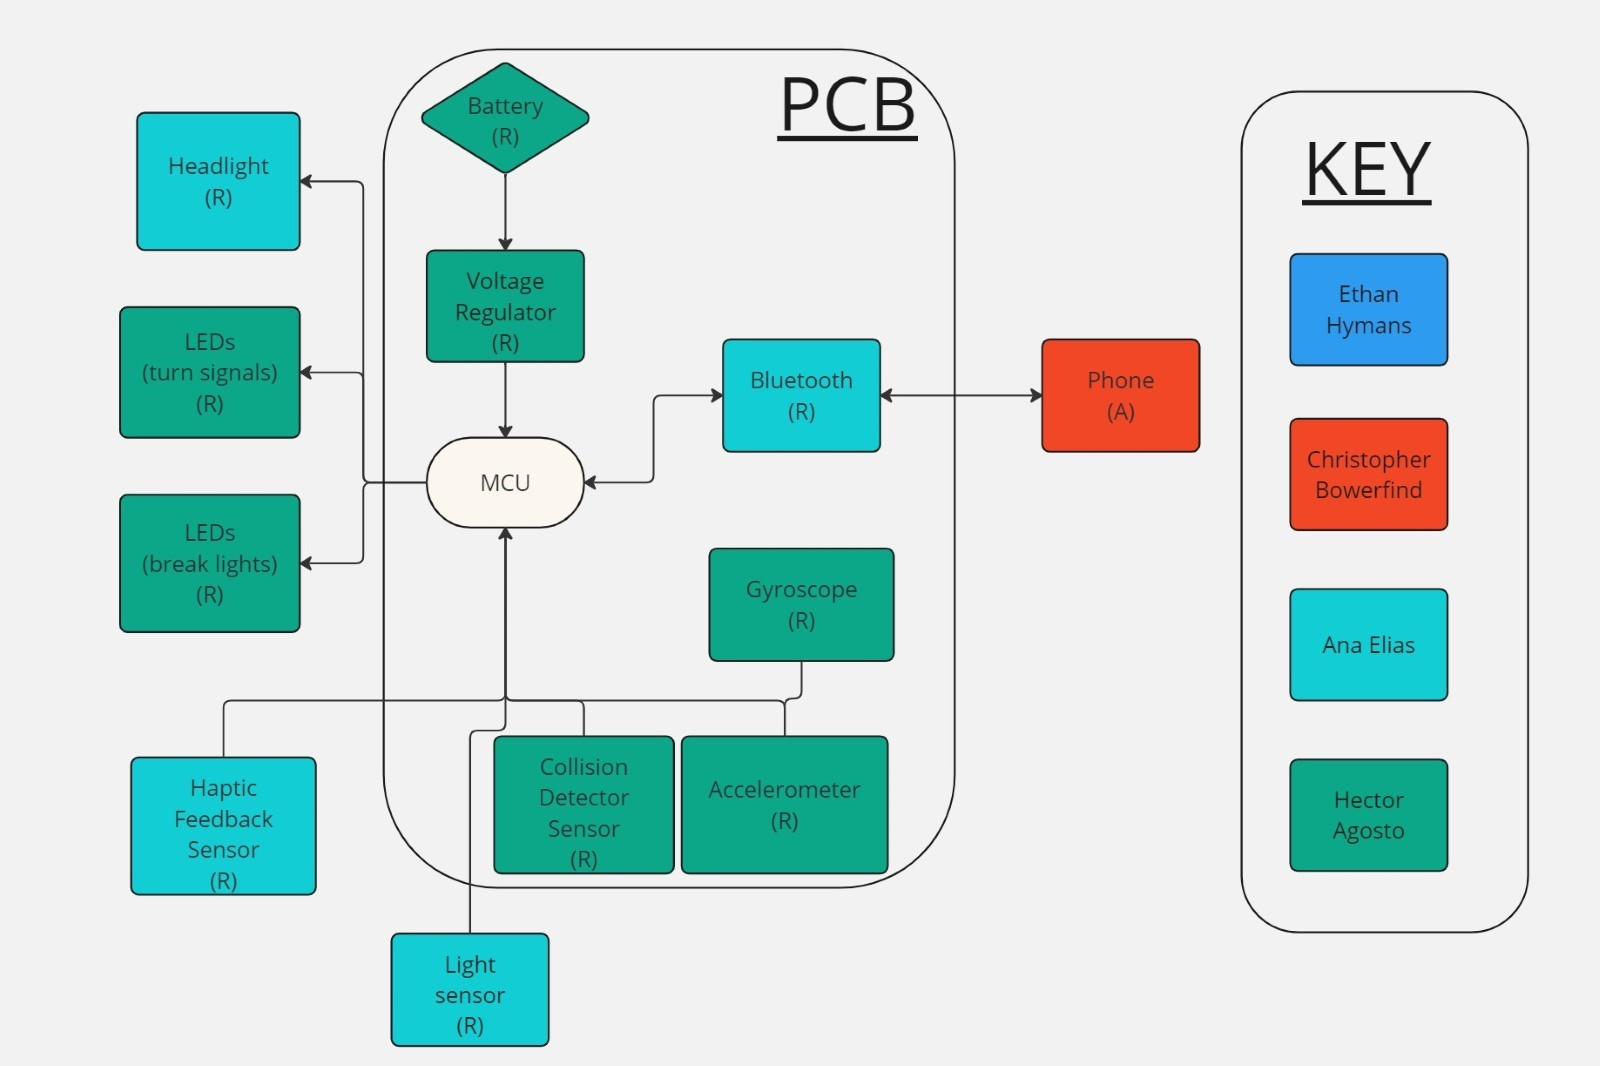 PCB
Battery
(R)
Headlight
(R)
Voltage
Regulator
(R)
LEDs
(turn signals)
(R)
Bluetooth
(R)
Phone
(A)
MCU
LEDs
(break lights)
(R)
Gyroscope
(R)
Haptic
Feedback
Sensor
(R)
Collision
Detector
Sensor
(R)
Accelerometer
(R)
Light
sensor
(R)
KEY
Ethan
Hymans
Christopher
Bowerfind
Ana Elias
Hector
Agosto